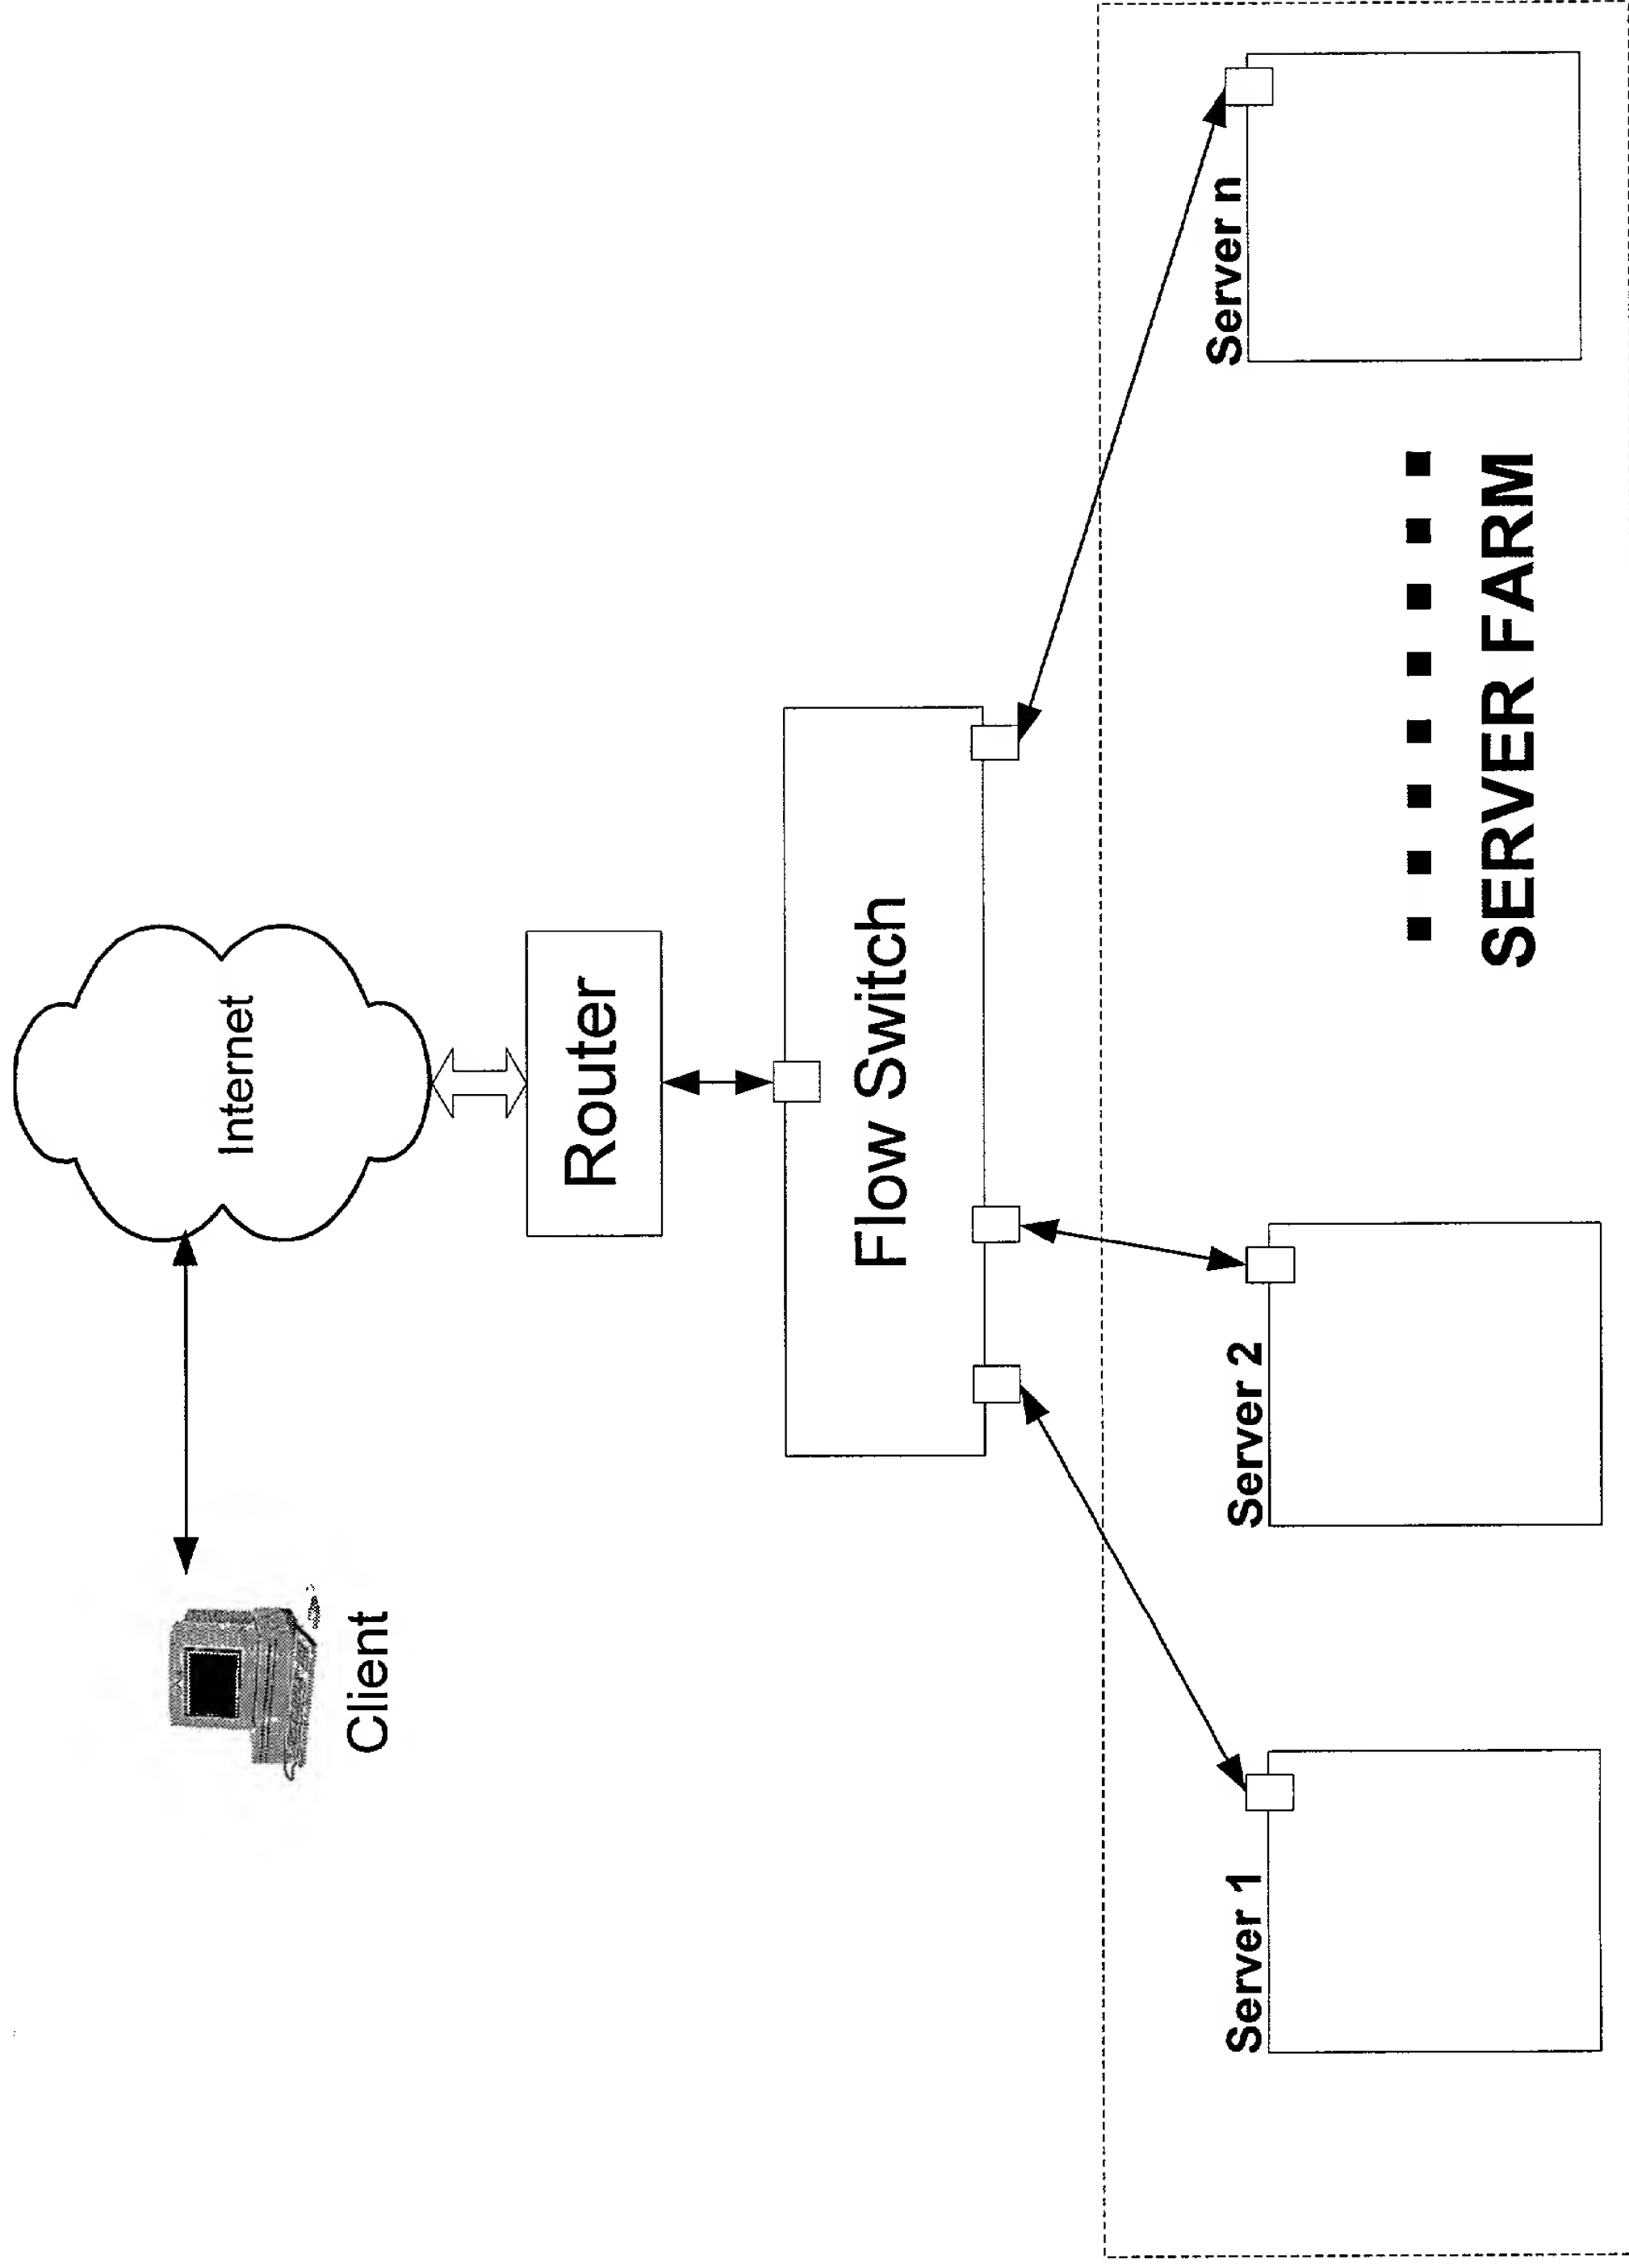 Client
Internet
Router
Flow Switch
Server 1
Server 2
Server n
SERVER FARM